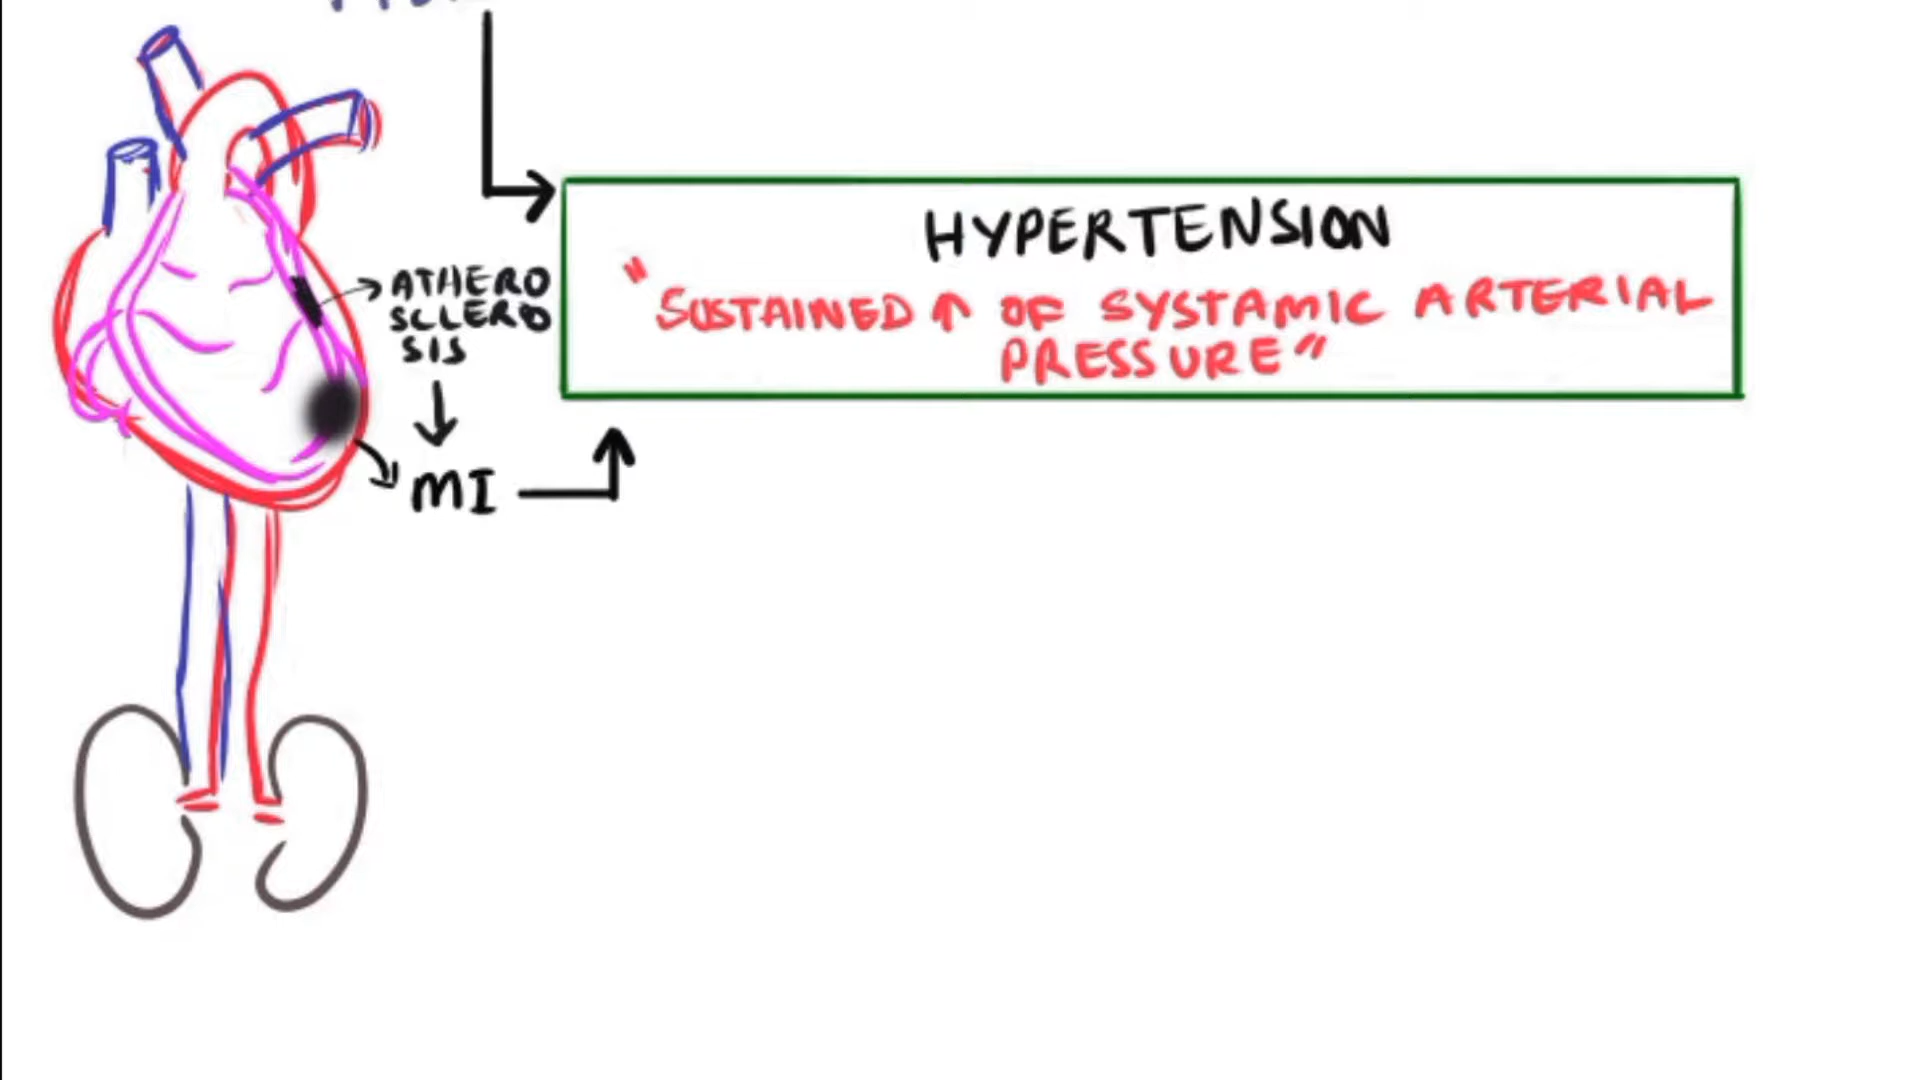 HYPERTENSION
"SUSTAINED ↑ OF SYSTAMIC ARTERIAL
PRESSURE"
ATHERO
SCLERO
SIS
MI